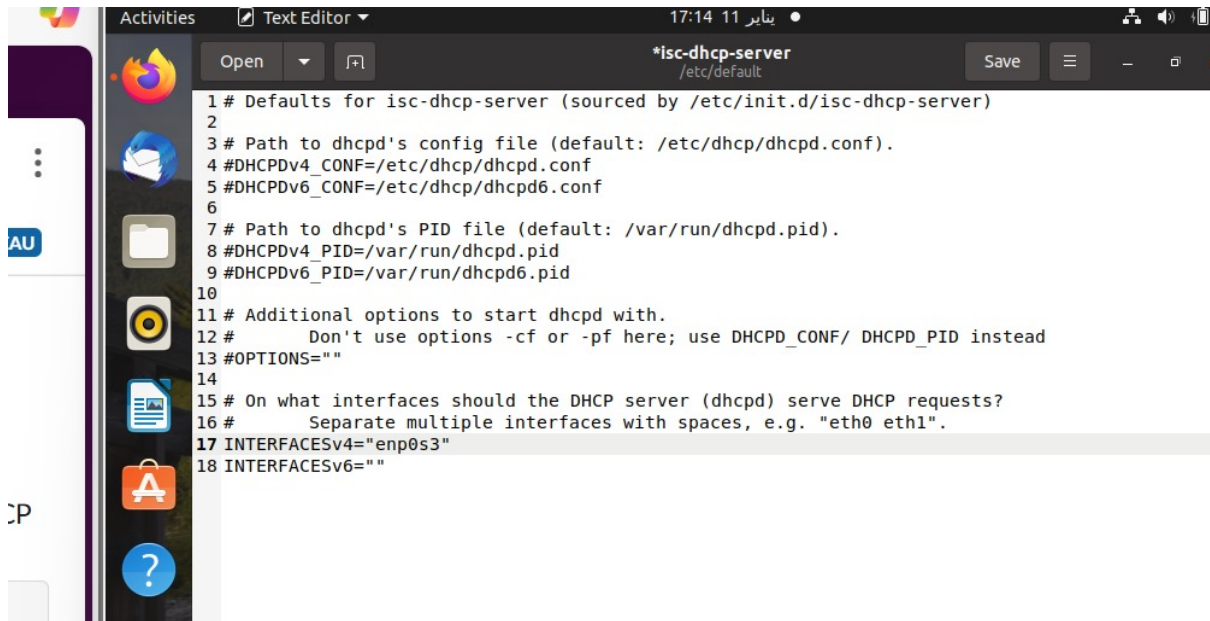 Activities
Text Editor
17:14 11 يناير
Open
*isc-dhcp-server
/etc/default
Save
AU
CP
1 # Defaults for isc-dhcp-server (sourced by /etc/init.d/isc-dhcp-server)
2
3 # Path to dhcpd's config file (default: /etc/dhcp/dhcpd.conf).
4 #DHCPDv4_CONF=/etc/dhcp/dhcpd.conf
5 #DHCPDv6_CONF=/etc/dhcp/dhcpd6.conf
6
7 # Path to dhcpd's PID file (default: /var/run/dhcpd.pid).
8 #DHCPDv4_PID=/var/run/dhcpd.pid
9 #DHCPDv6_PID=/var/run/dhcpd6.pid
10
11 # Additional options to start dhcpd with.
12 #       Don't use options -cf or -pf here; use DHCPD_CONF/ DHCPD_PID instead
13 #OPTIONS=""
14
15 # On what interfaces should the DHCP server (dhcpd) serve DHCP requests?
16 #       Separate multiple interfaces with spaces, e.g. "eth0 eth1".
17 INTERFACESv4="enp0s3"
18 INTERFACESv6=""